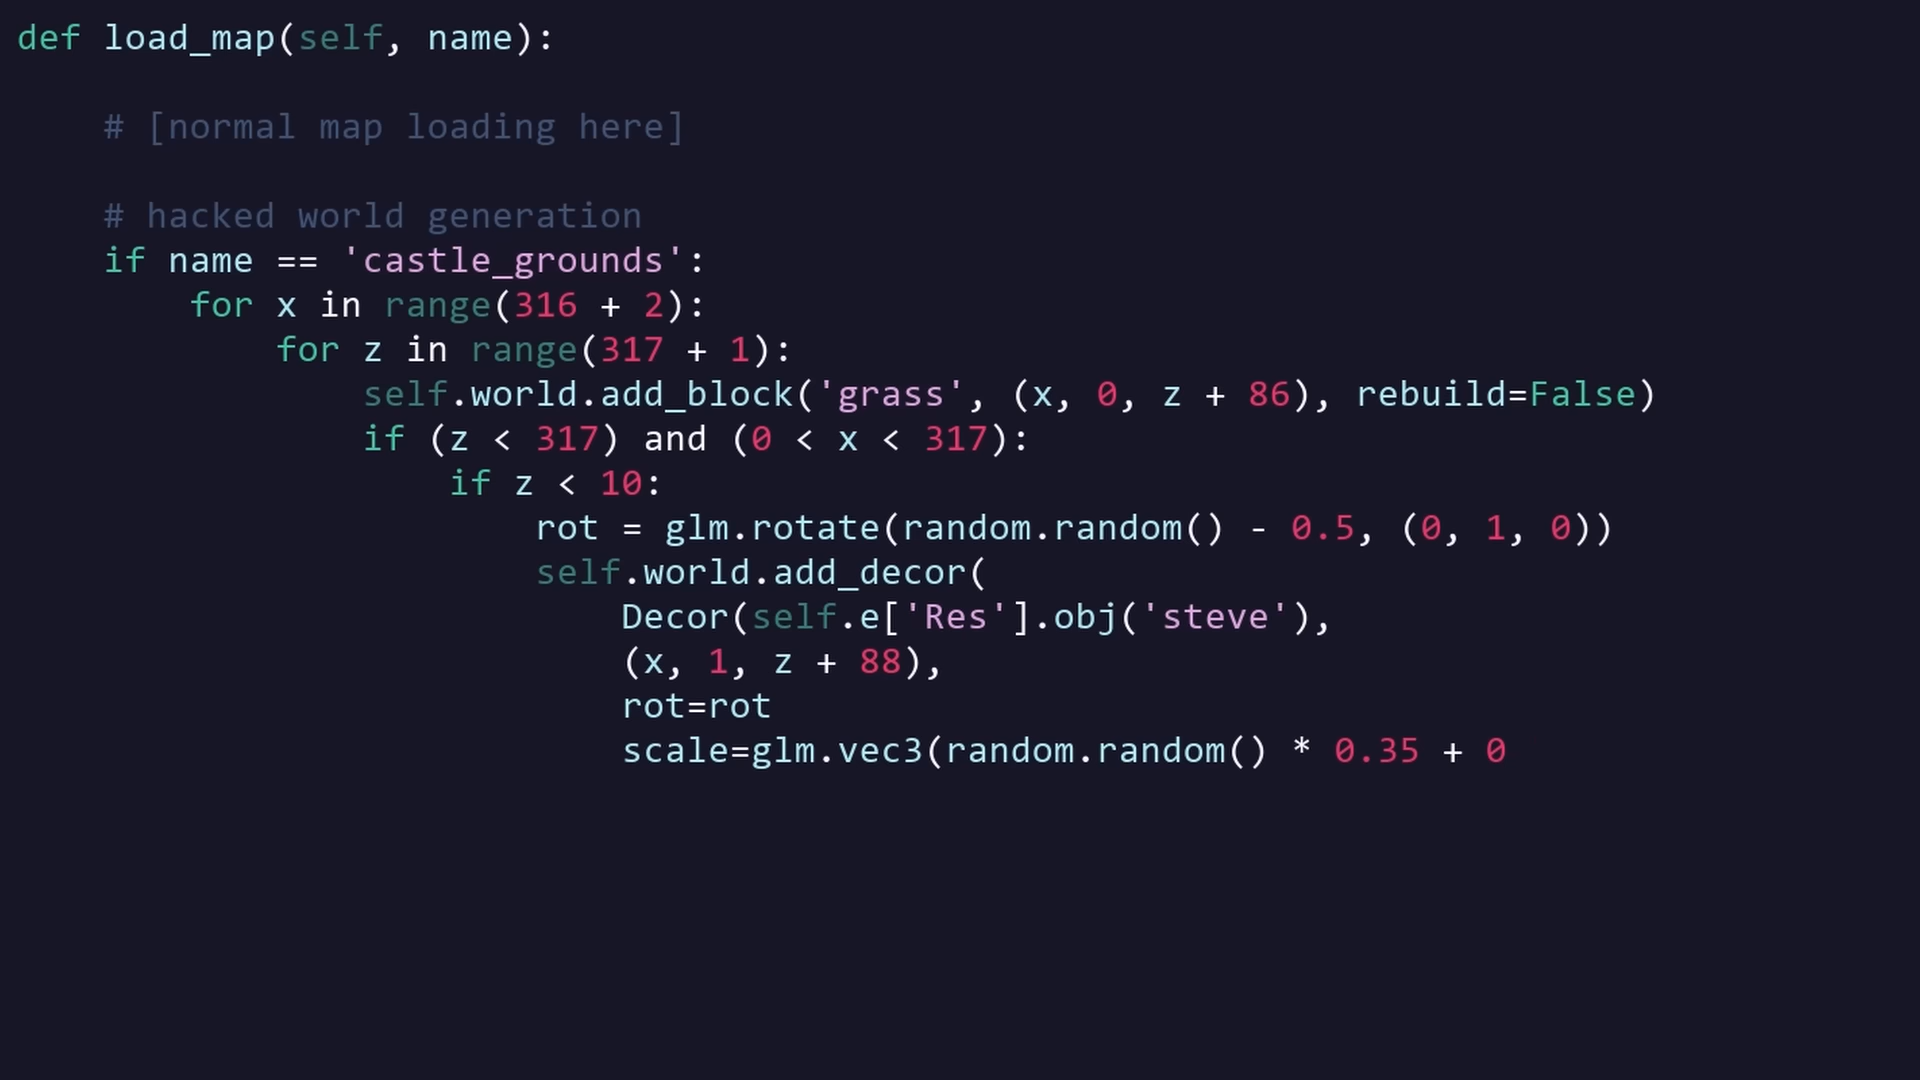 def load_map(self, name):
# [normal map loading here]
# hacked world generation
if name == 'castle_grounds':
for x in range(316 + 2):
for z in range(317 + 1):
self.world.add_block('grass', (x, 0, z + 86), rebuild=False)
if (z < 317) and (0 < x < 317):
if z < 10:
rot = glm.rotate(random.random() - 0.5, (0, 1, 0))
self.world.add_decor(
Decor(self.e['Res'].obj('steve'),
(x, 1, z + 88),
rot=rot
scale=glm.vec3(random.random() * 0.35 + 0